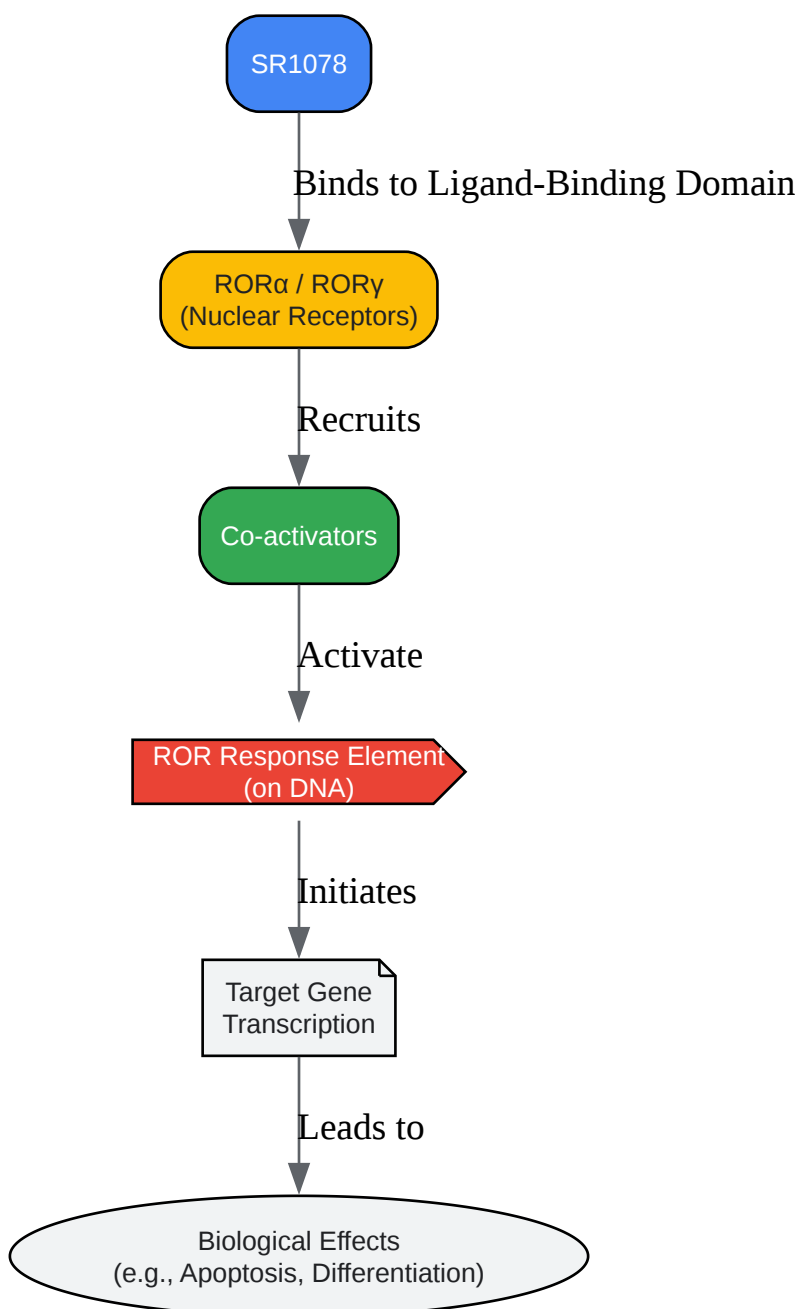 SR1078
Binds to Ligand-Binding Domain
RORα / RORγ
(Nuclear Receptors)
Recruits
Co-activators
Activate
ROR Response Element
(on DNA)
Initiates
Target Gene
Transcription
Leads to
Biological Effects
(e.g., Apoptosis, Differentiation)